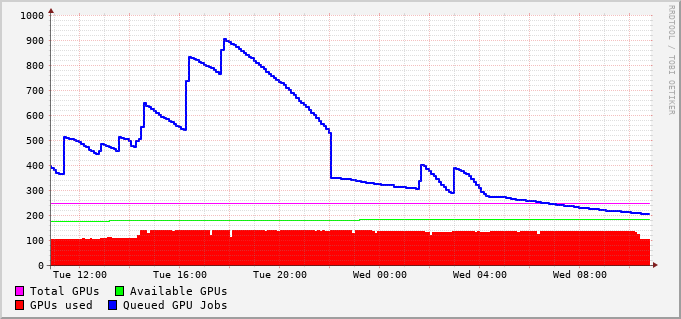 1000
900
800
700
600
500
400
300
200
100
0
Tue 12:00 Tue 16:00 Tue 20:00 Wed 00:00 Wed 04:00 Wed 08:00
Total GPUs Available GPUs
GPUs used Queued GPU Jobs
RRDTOOL / TOBI OETIKER